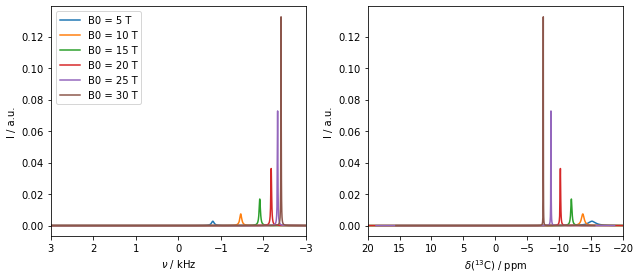 I / a.u.
0.12
0.10
0.08
0.06
0.04
0.02
0.00
B0 = 5 T
B0 = 10 T
B0 = 15 T
B0 = 20 T
B0 = 25 T
B0 = 30 T
3 2 1 0 −1 −2 −3
ν / kHz
I / a.u.
0.12
0.10
0.08
0.06
0.04
0.02
0.00
20 15 10 5 0 −5 −10 −15 −20
δ(¹³C) / ppm